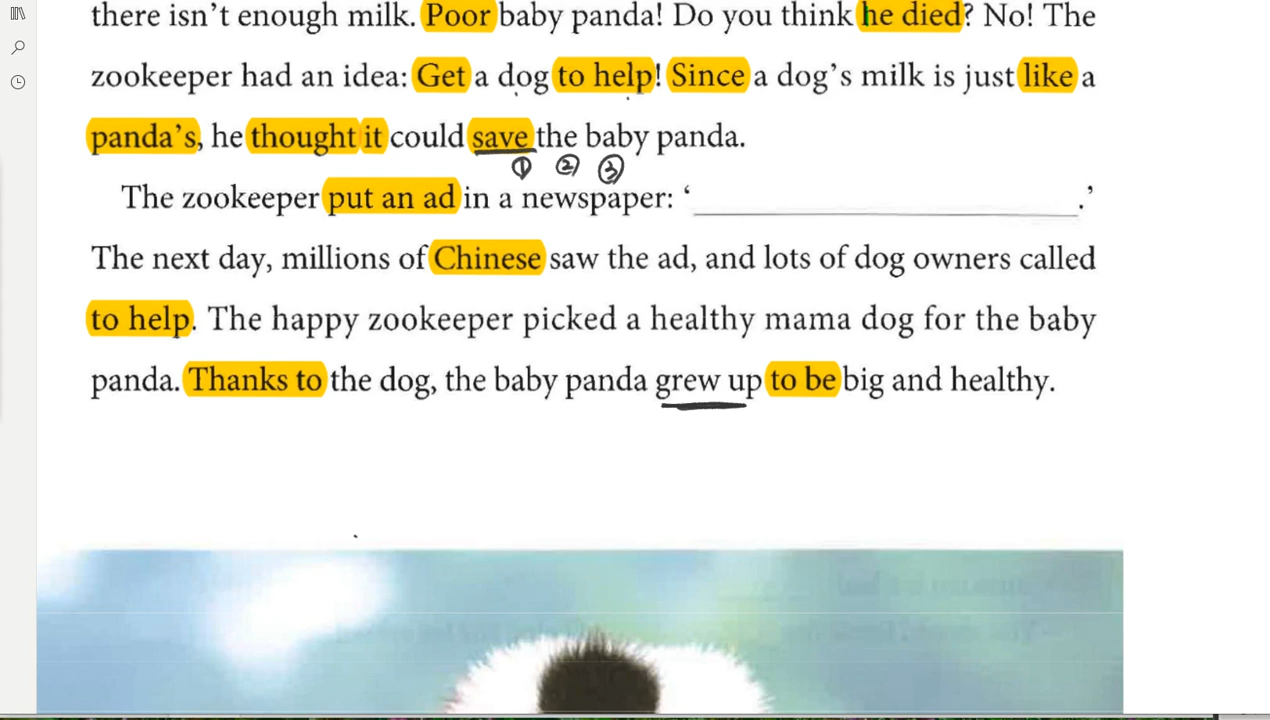 there isn’t enough milk. Poor baby panda! Do you think he died? No! The
zookeeper had an idea: Get a dog to help! Since a dog’s milk is just like a
panda’s, he thought it could save the baby panda.
① ② ③
The zookeeper put an ad in a newspaper: ‘____________________.’
The next day, millions of Chinese saw the ad, and lots of dog owners called
to help. The happy zookeeper picked a healthy mama dog for the baby
panda. Thanks to the dog, the baby panda grew up to be big and healthy.